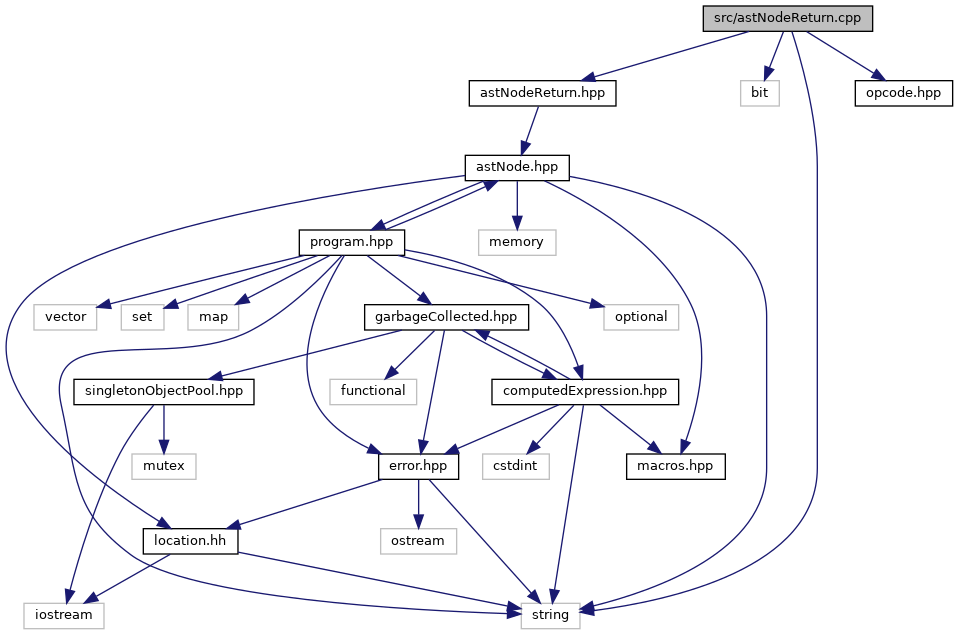 src/astNodeReturn.cpp
astNodeReturn.hpp
bit
opcode.hpp
astNode.hpp
program.hpp
memory
vector
set
map
garbageCollected.hpp
optional
singletonObjectPool.hpp
functional
computedExpression.hpp
mutex
error.hpp
cstdint
macros.hpp
location.hh
ostream
iostream
string